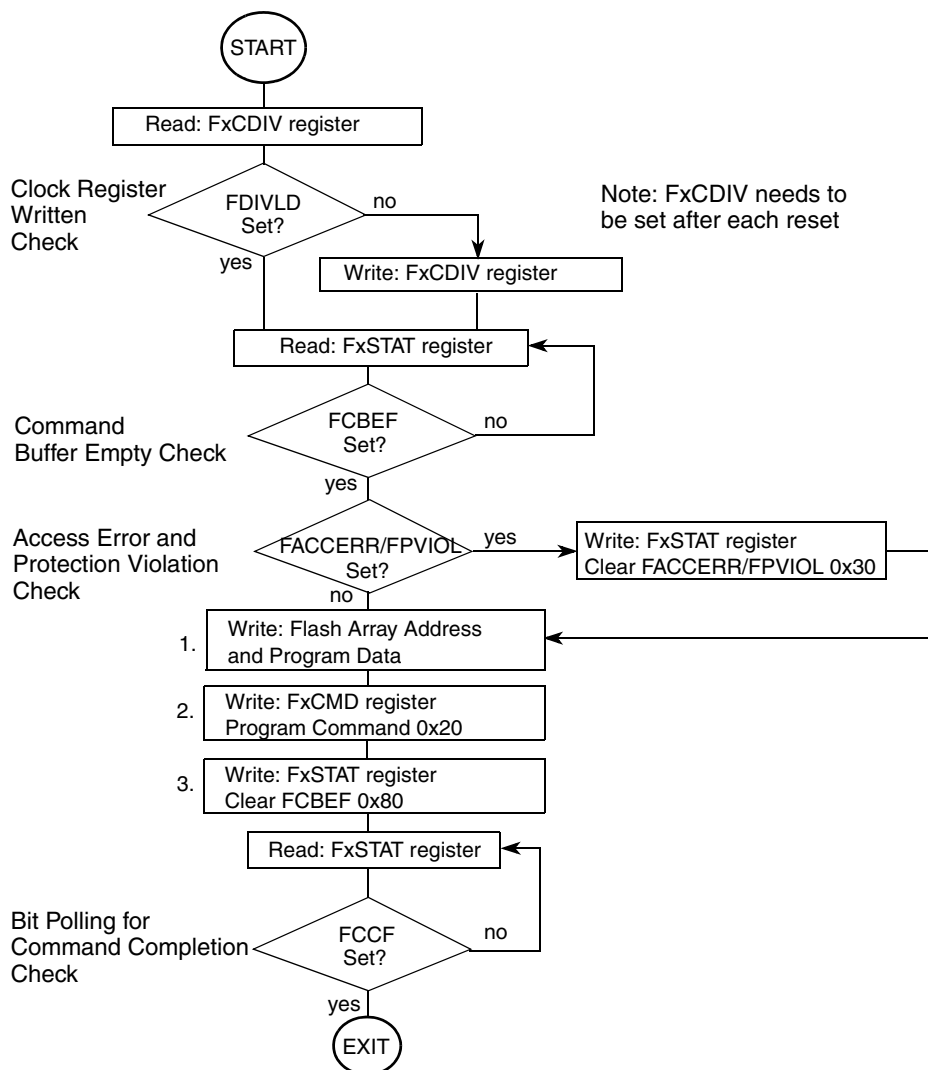 START
Read: FxCDIV register
Clock Register
Written
Check
FDIVLD
Set?
no
yes
Note: FxCDIV needs to
be set after each reset
Write: FxCDIV register
Read: FxSTAT register
Command
Buffer Empty Check
FCBEF
Set?
no
yes
Access Error and
Protection Violation
Check
FACCERR/FPVIOL
Set?
yes
no
Write: FxSTAT register
Clear FACCERR/FPVIOL 0x30
1.
Write: Flash Array Address
and Program Data
2.
Write: FxCMD register
Program Command 0x20
3.
Write: FxSTAT register
Clear FCBEF 0x80
Read: FxSTAT register
Bit Polling for
Command Completion
Check
FCCF
Set?
no
yes
EXIT